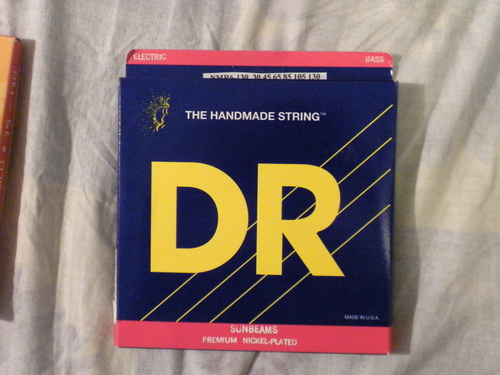 ELECTRIC BASS
NMR6-130 30 45 65 85 105 130
THE HANDMADE STRING™
DR
MADE IN U.S.A.
SUNBEAMS
PREMIUM NICKEL-PLATED